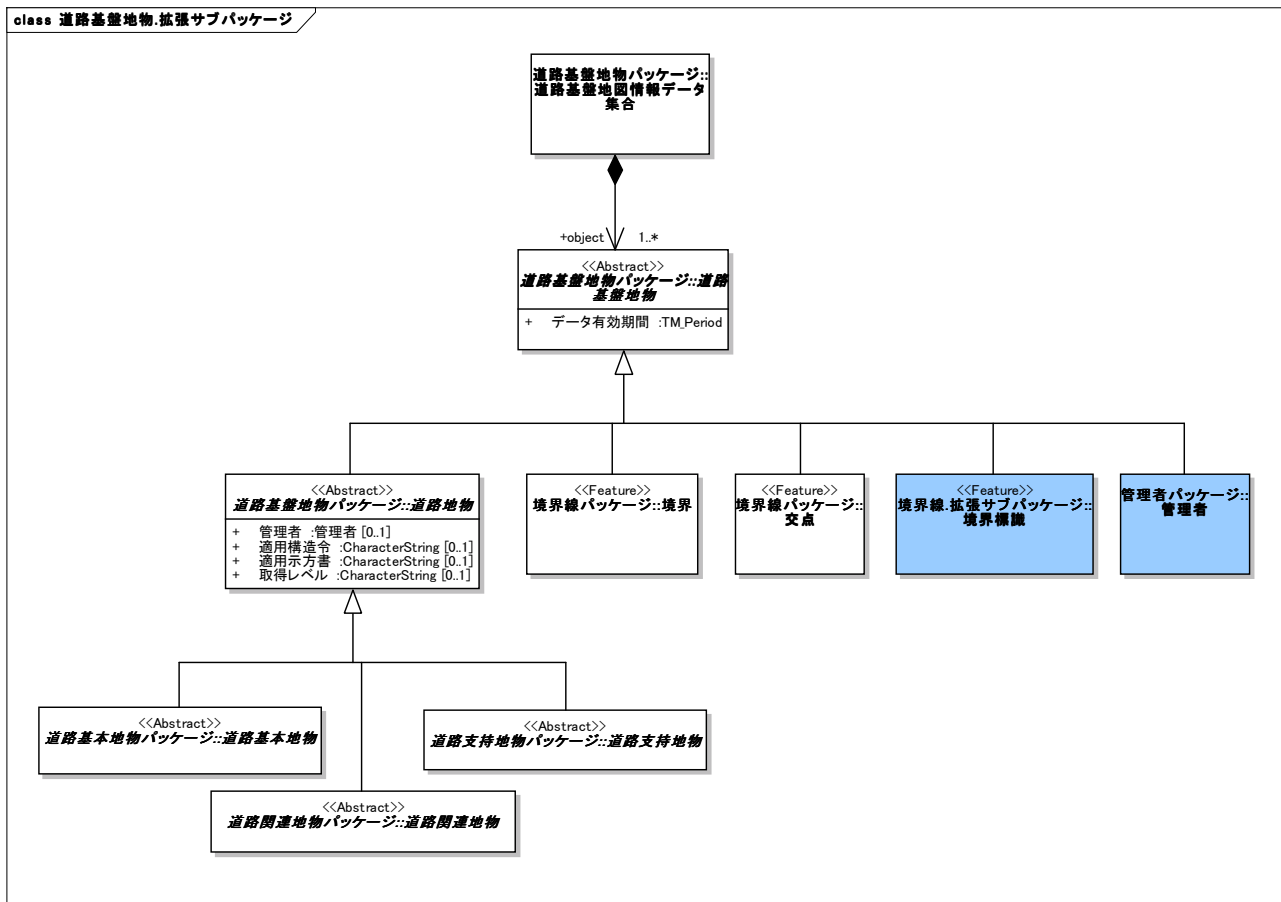 class 道路基盤地物.拡張サブパッケージ
道路基盤地物パッケージ::
道路基盤地図情報データ
集合
+object
1..*
<<Abstract>>
道路基盤地物パッケージ::道路
基盤地物
+ データ有効期間 :TM_Period
<<Abstract>>
道路基盤地物パッケージ::道路地物
+ 管理者 :管理者 [0..1]
+ 適用構造令 :CharacterString [0..1]
+ 適用示方書 :CharacterString [0..1]
+ 取得レベル :CharacterString [0..1]
<<Feature>>
境界線パッケージ::境界
<<Feature>>
境界線パッケージ::
交点
<<Feature>>
境界線.拡張サブパッケージ::
境界標識
管理者パッケージ::
管理者
<<Abstract>>
道路基本地物パッケージ::道路基本地物
<<Abstract>>
道路支持地物パッケージ::道路支持地物
<<Abstract>>
道路関連地物パッケージ::道路関連地物